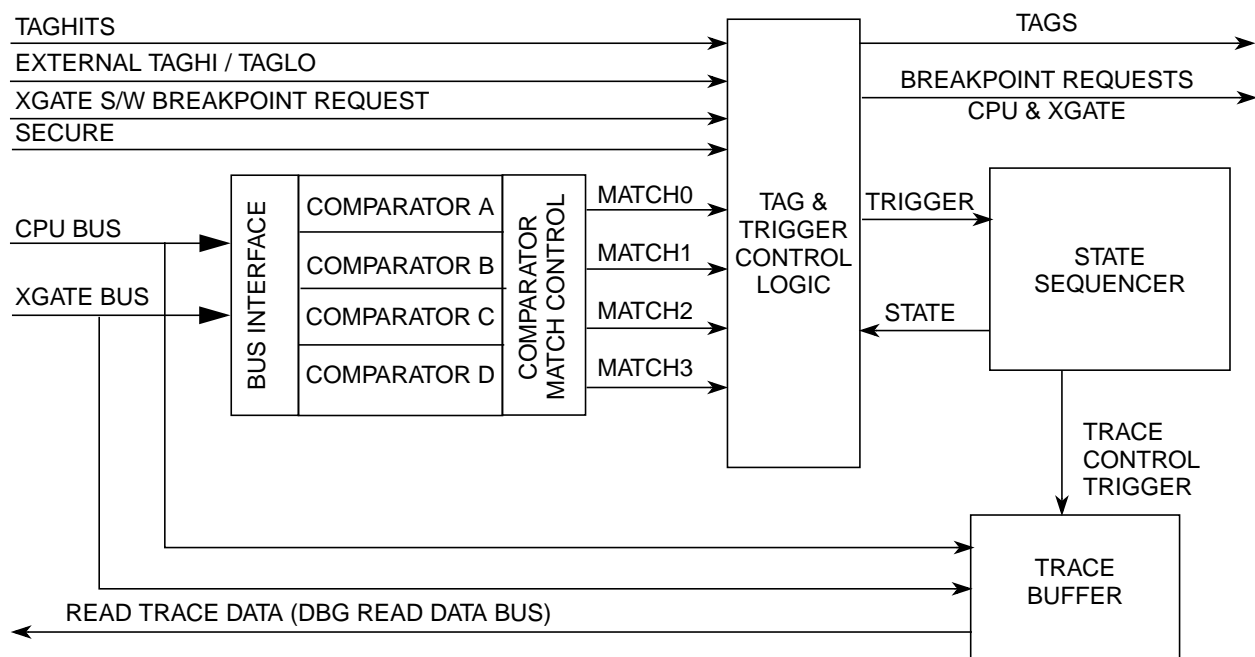 TAGHITS
TAGS
EXTERNAL TAGHI / TAGLO
BREAKPOINT REQUESTS
CPU & XGATE
XGATE S/W BREAKPOINT REQUEST
SECURE
CPU BUS
XGATE BUS
BUS INTERFACE
COMPARATOR A
COMPARATOR B
COMPARATOR C
COMPARATOR D
COMPARATOR
MATCH CONTROL
MATCH0
MATCH1
MATCH2
MATCH3
TAG &
TRIGGER
CONTROL
LOGIC
TRIGGER
STATE
STATE
SEQUENCER
TRACE
CONTROL
TRIGGER
TRACE
BUFFER
READ TRACE DATA (DBG READ DATA BUS)